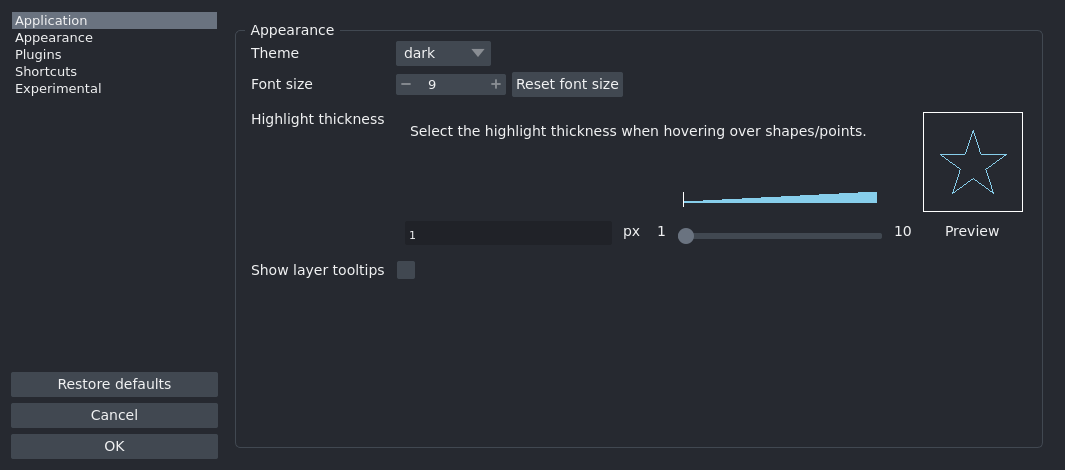 Application
Appearance
Plugins
Shortcuts
Experimental
Restore defaults
Cancel
OK
Appearance
Theme dark
Font size − 9 + Reset font size
Highlight thickness
Select the highlight thickness when hovering over shapes/points.
1 px 1 10 Preview
Show layer tooltips